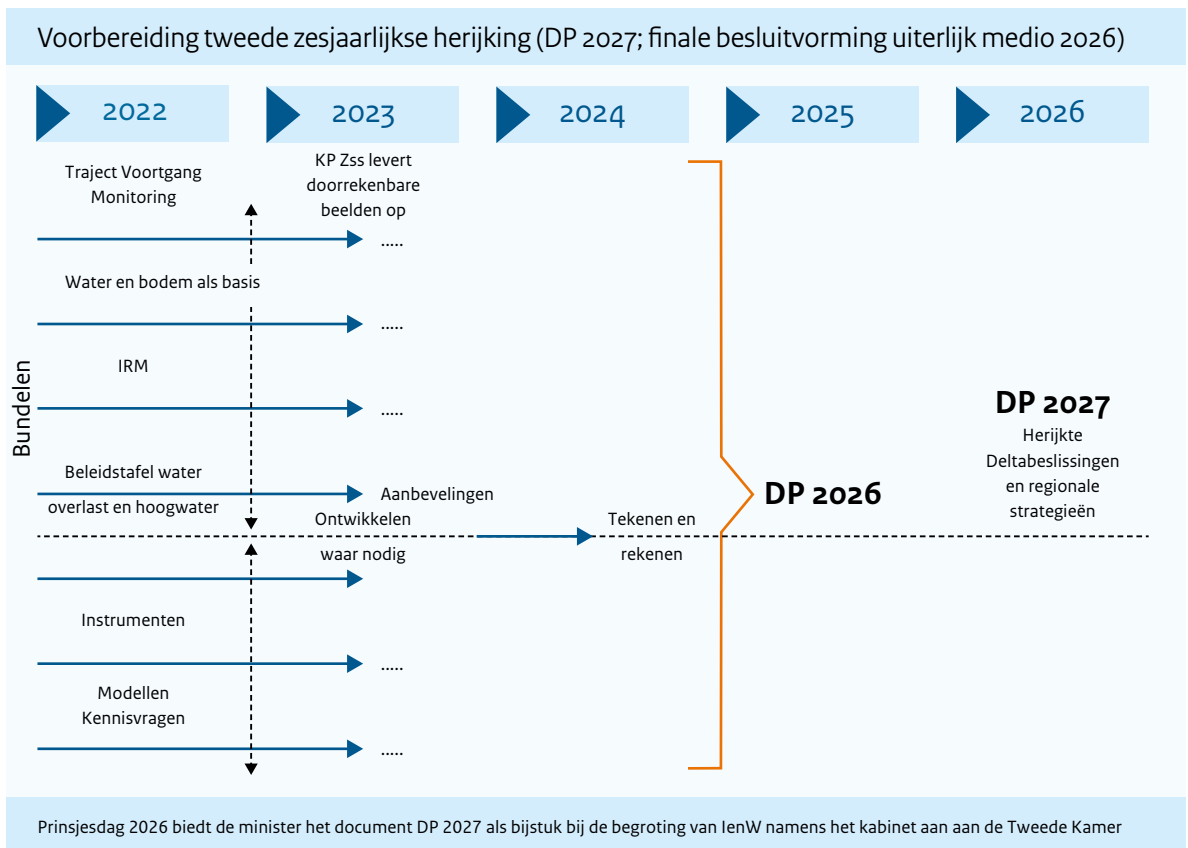 Voorbereiding tweede zesjaarlijkse herijking (DP 2027; finale besluitvorming uiterlijk medio 2026)
2022
2023
2024
2025
2026
Traject Voortgang
Monitoring
KP Zss levert
doorrekenbare
beelden op
.....
Water en bodem als basis
.....
IRM
.....
Bundelen
Beleidstafel water
overlast en hoogwater
Aanbevelingen
Ontwikkelen
waar nodig
Tekenen en
rekenen
DP 2026
DP 2027
Herijkte
Deltabeslissingen
en regionale
strategieën
Instrumenten
.....
Modellen
Kennisvragen
.....
Prinsjesdag 2026 biedt de minister het document DP 2027 als bijstuk bij de begroting van IenW namens het kabinet aan aan de Tweede Kamer